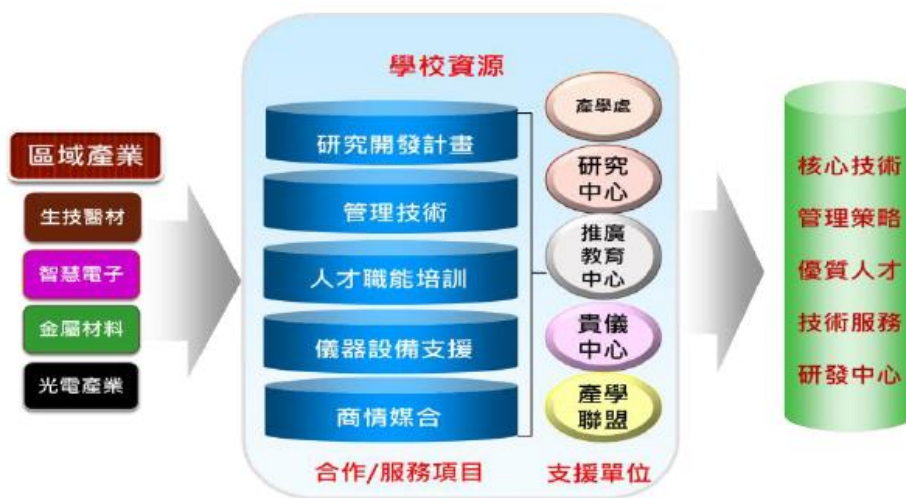 區域產業
生技醫材
智慧電子
金屬材料
光電產業
學校資源
研究開發計畫
管理技術
人才職能培訓
儀器設備支援
商情媒合
合作/服務項目
產學處
研究
中心
推廣
教育
中心
貴儀
中心
產學
聯盟
支援單位
核心技術
管理策略
優質人才
技術服務
研發中心